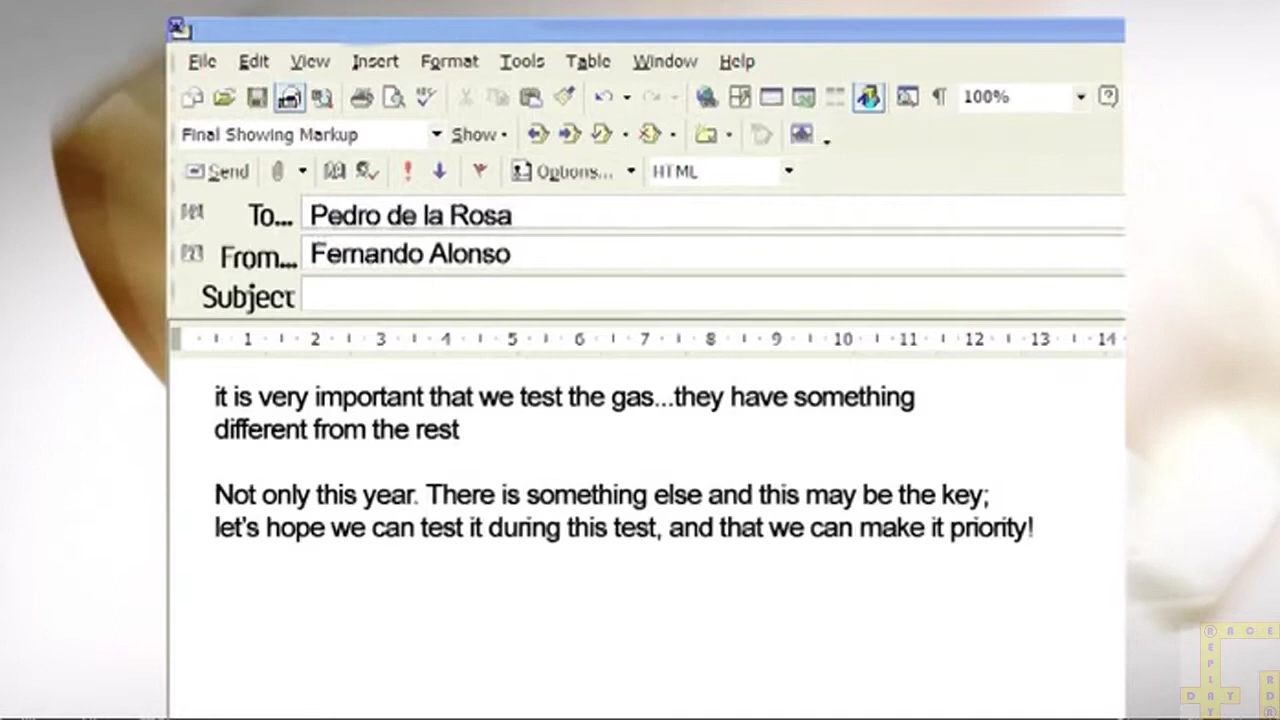 File Edit View Insert Format Tools Table Window Help
100%
Final Showing Markup Show
Send Options... HTML
To... Pedro de la Rosa
From... Fernando Alonso
Subject
1 2 3 4 5 6 7 8 9 10 11 12 13 14
it is very important that we test the gas...they have something
different from the rest
Not only this year. There is something else and this may be the key;
let's hope we can test it during this test, and that we can make it priority!
RACE
REPLAY
DAY